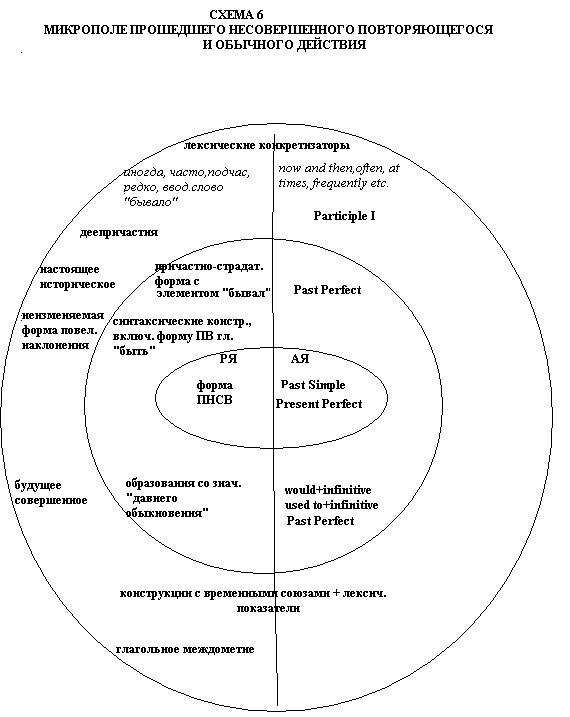 СХЕМА 6
МИКРОПОЛЕ ПРОШЕДШЕГО НЕСОВЕРШЕННОГО ПОВТОРЯЮЩЕГОСЯ
И ОБЫЧНОГО ДЕЙСТВИЯ
лексические конкретизаторы
иногда, часто,подчас,
редко, ввод.слово
"бывало"
now and then,often, at
times, frequently etc.
Participle I
деепричастия
настоящее
историческое
причастно-страдат.
форма с
элементом "бывал"
Past Perfect
неизменяемая
форма повел.
наклонения
синтаксические констр.,
включ. форму ПВ гл.
"быть"
РЯ
АЯ
форма
ПНСВ
Past Simple
Present Perfect
будущее
совершенное
образования со знач.
"давнего
обыкновения"
would+infinitive
used to+infinitive
Past Perfect
конструкции с временными союзами + лексич.
показатели
глагольное междометие